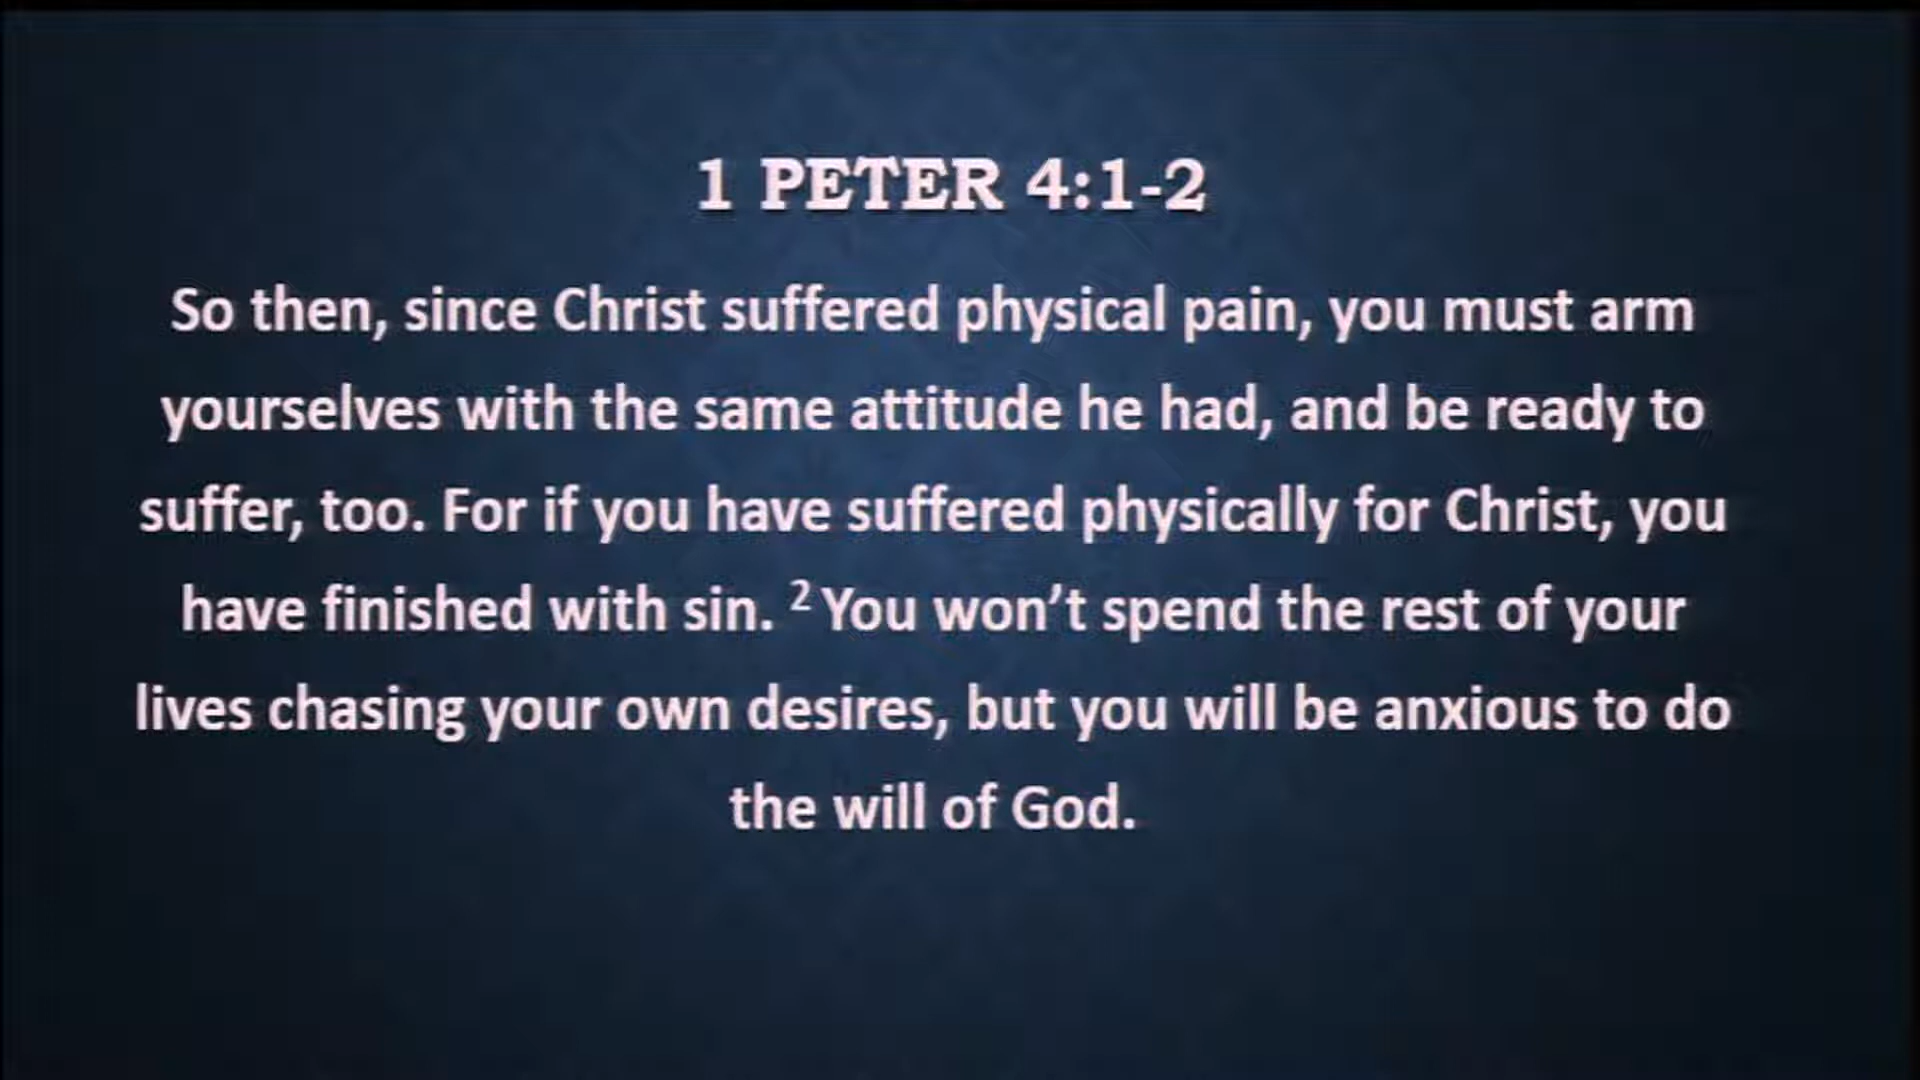 1 PETER 4:1-2
So then, since Christ suffered physical pain, you must arm
yourselves with the same attitude he had, and be ready to
suffer, too. For if you have suffered physically for Christ, you
have finished with sin. ² You won’t spend the rest of your
lives chasing your own desires, but you will be anxious to do
the will of God.